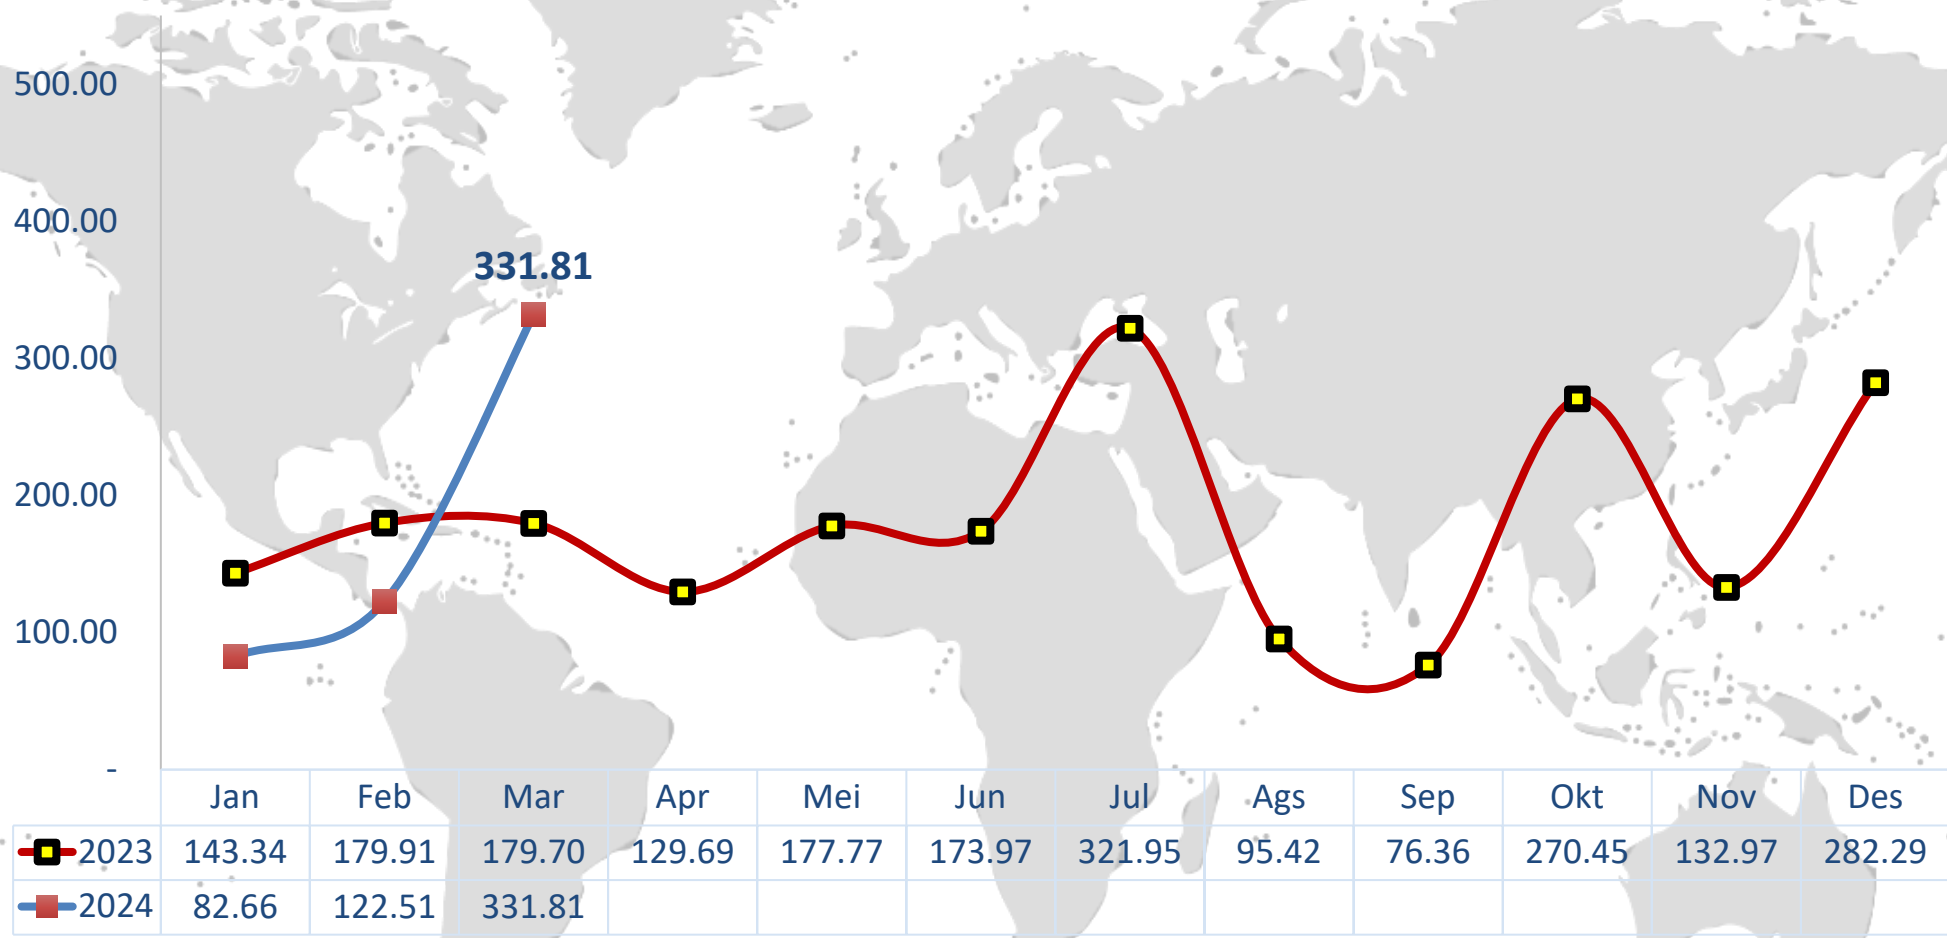 500.00
400.00
331.81
300.00
200.00
100.00
-
Jan Feb Mar Apr Mei Jun Jul Ags Sep Okt Nov Des
2023 143.34 179.91 179.70 129.69 177.77 173.97 321.95 95.42 76.36 270.45 132.97 282.29
2024 82.66 122.51 331.81